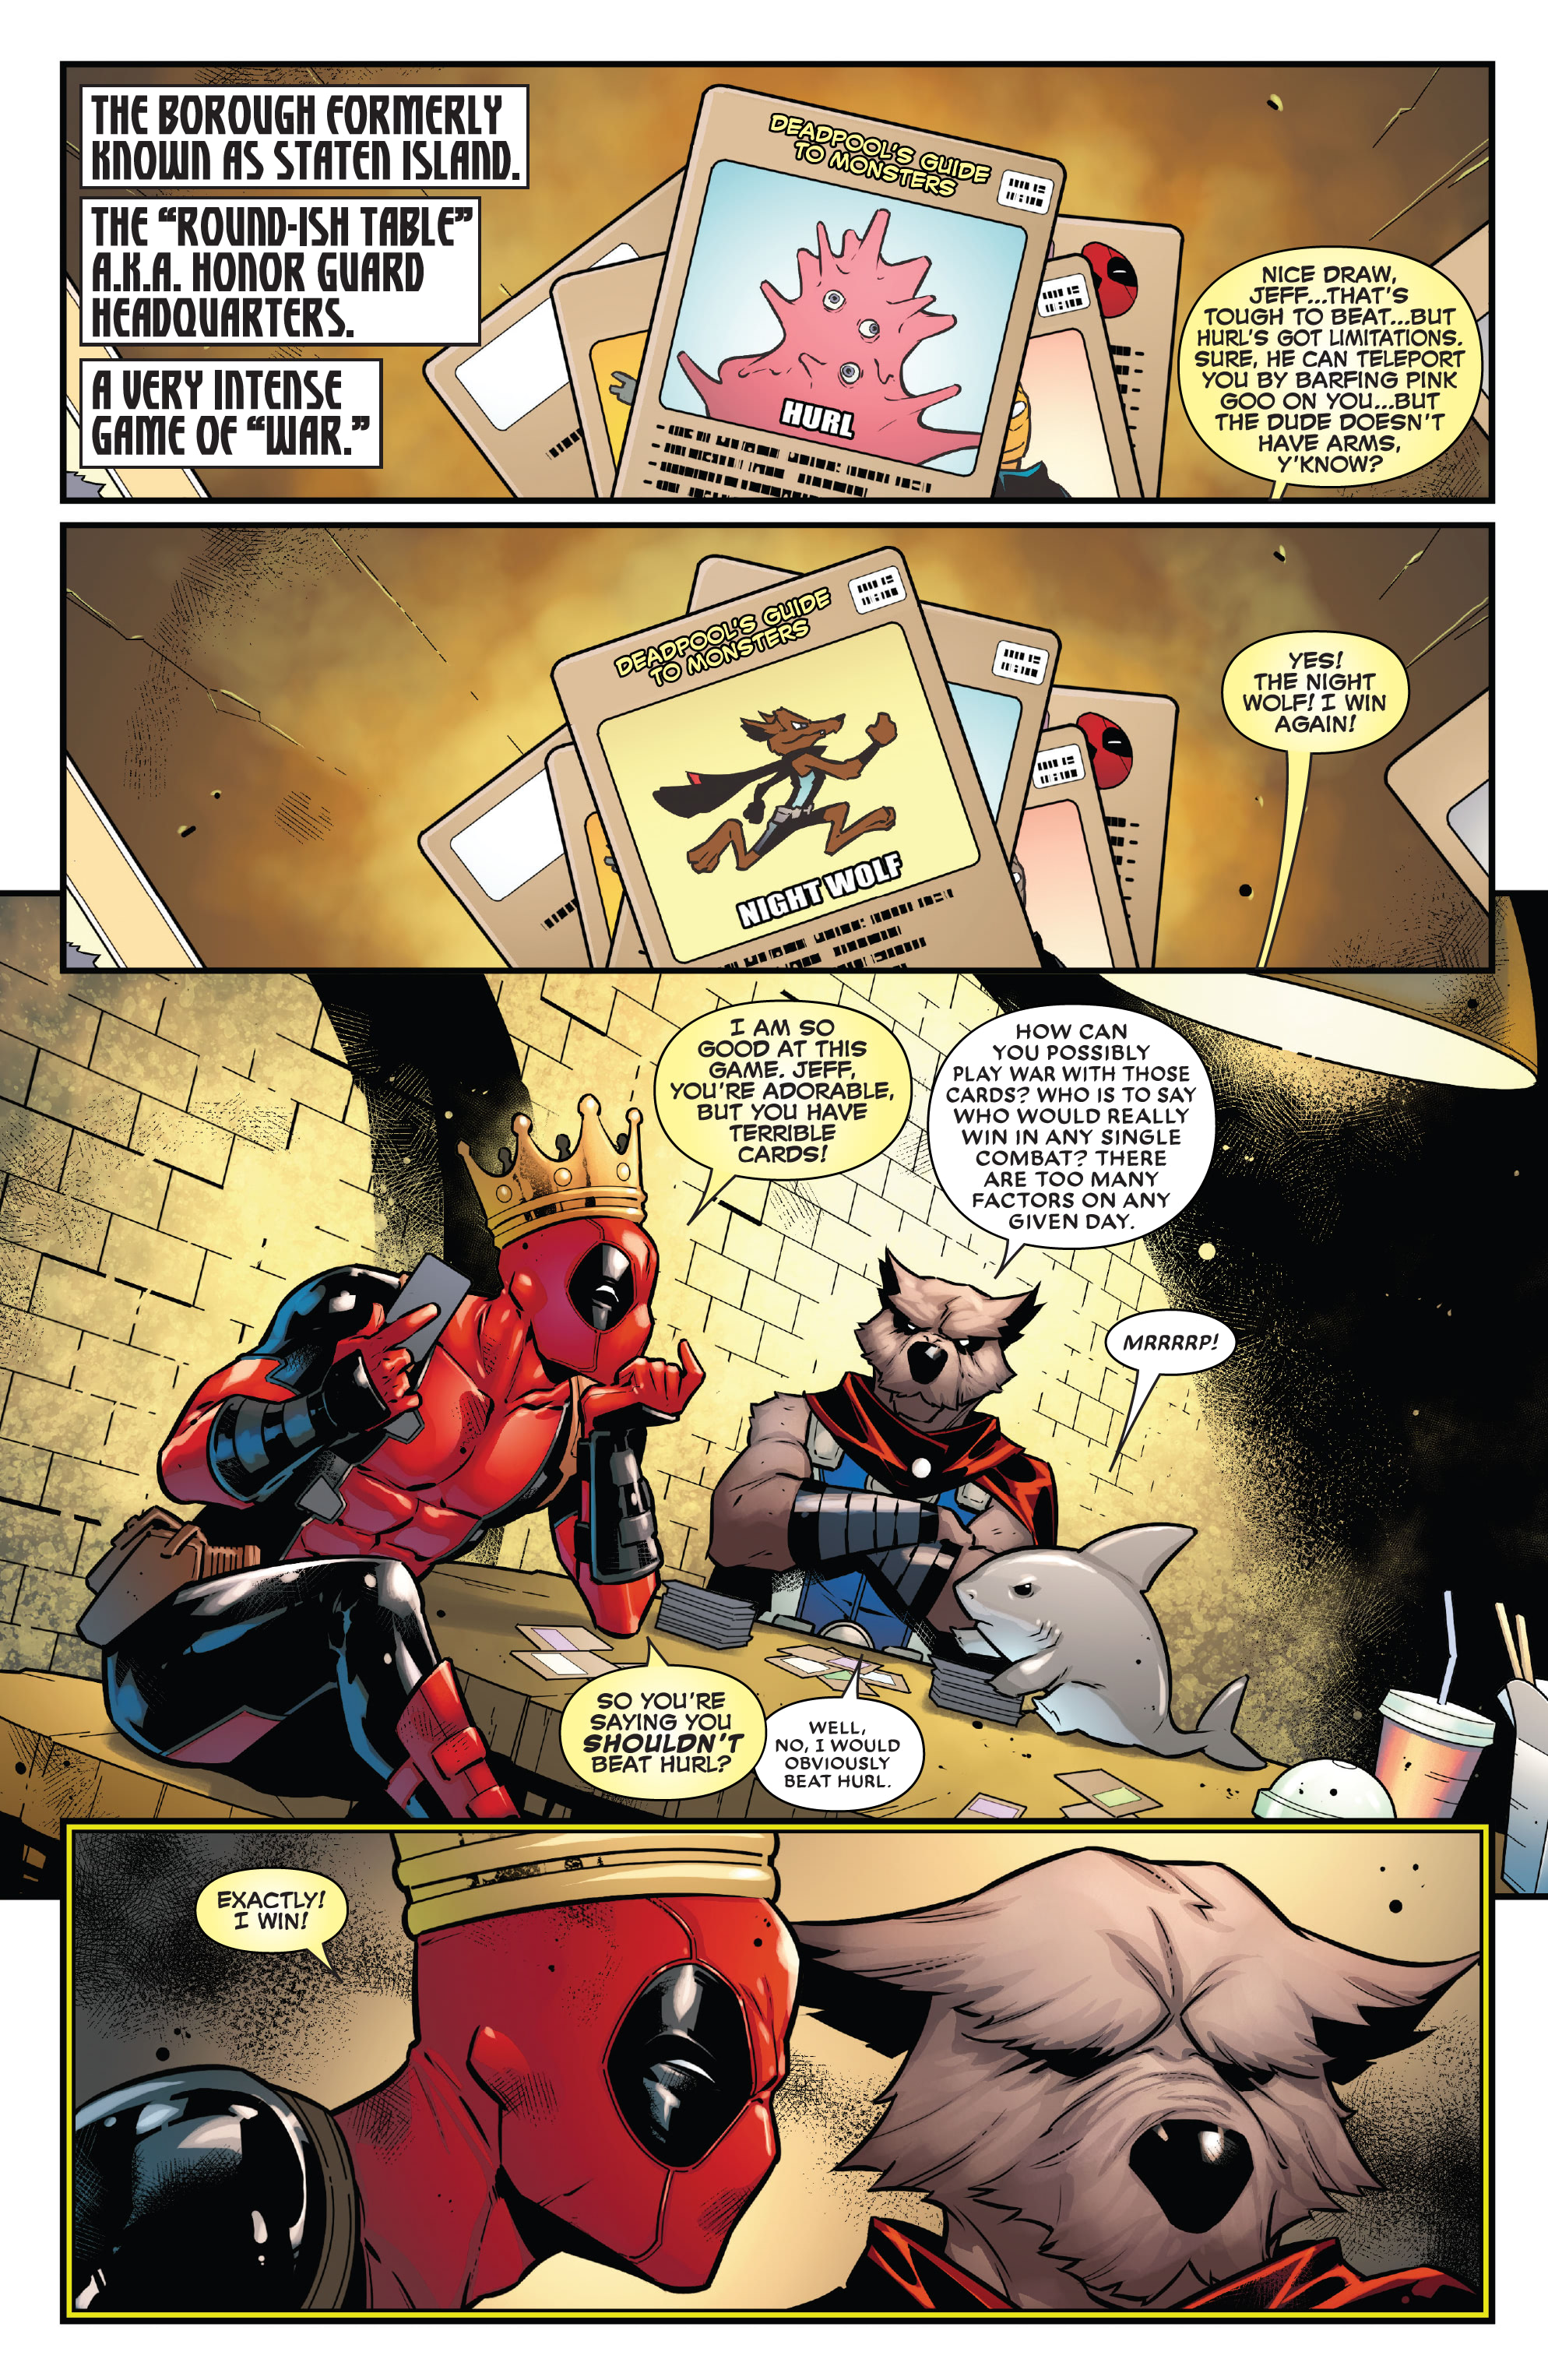 THE BOROUGH FORMERLY
KNOWN AS STATEN ISLAND.
THE “ROUND-ISH TABLE”
A.K.A. HONOR GUARD
HEADQUARTERS.
A VERY INTENSE
GAME OF “WAR.”
DEADPOOL'S GUIDE
TO MONSTERS
HURL
NICE DRAW,
JEFF...THAT'S
TOUGH TO BEAT...BUT
HURL'S GOT LIMITATIONS.
SURE, HE CAN TELEPORT
YOU BY BARFING PINK
GOO ON YOU...BUT
THE DUDE DOESN'T
HAVE ARMS,
Y'KNOW?
DEADPOOL'S GUIDE
TO MONSTERS
NIGHT WOLF
YES!
THE NIGHT
WOLF! I WIN
AGAIN!
I AM SO
GOOD AT THIS
GAME. JEFF,
YOU'RE ADORABLE,
BUT YOU HAVE
TERRIBLE
CARDS!
HOW CAN
YOU POSSIBLY
PLAY WAR WITH THOSE
CARDS? WHO IS TO SAY
WHO WOULD REALLY
WIN IN ANY SINGLE
COMBAT? THERE
ARE TOO MANY
FACTORS ON ANY
GIVEN DAY.
MRRRRP!
SO YOU'RE
SAYING YOU
SHOULDN'T
BEAT HURL?
WELL,
NO, I WOULD
OBVIOUSLY
BEAT HURL.
EXACTLY!
I WIN!